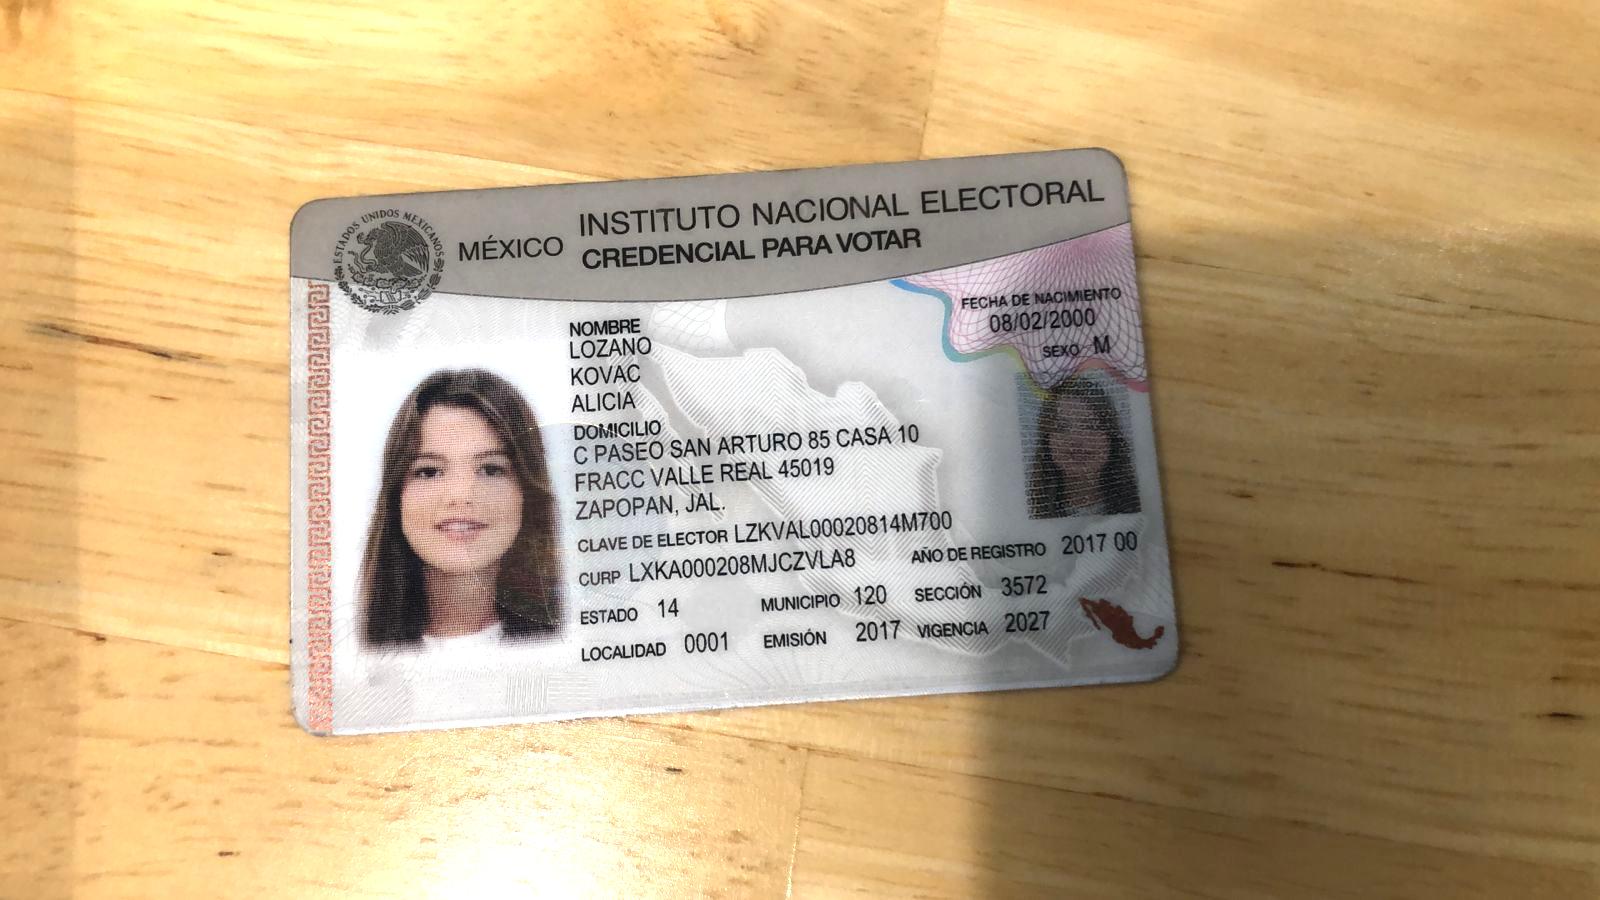 ESTADOS UNIDOS MEXICANOS
MÉXICO
INSTITUTO NACIONAL ELECTORAL
CREDENCIAL PARA VOTAR
FECHA DE NACIMIENTO
08/02/2000
SEXO M
NOMBRE
LOZANO
KOVAC
ALICIA
DOMICILIO
C PASEO SAN ARTURO 85 CASA 10
FRACC VALLE REAL 45019
ZAPOPAN, JAL.
CLAVE DE ELECTOR LZKVAL00020814M700
CURP LXKA000208MJCZVLA8 AÑO DE REGISTRO 2017 00
ESTADO 14 MUNICIPIO 120 SECCIÓN 3572
LOCALIDAD 0001 EMISIÓN 2017 VIGENCIA 2027